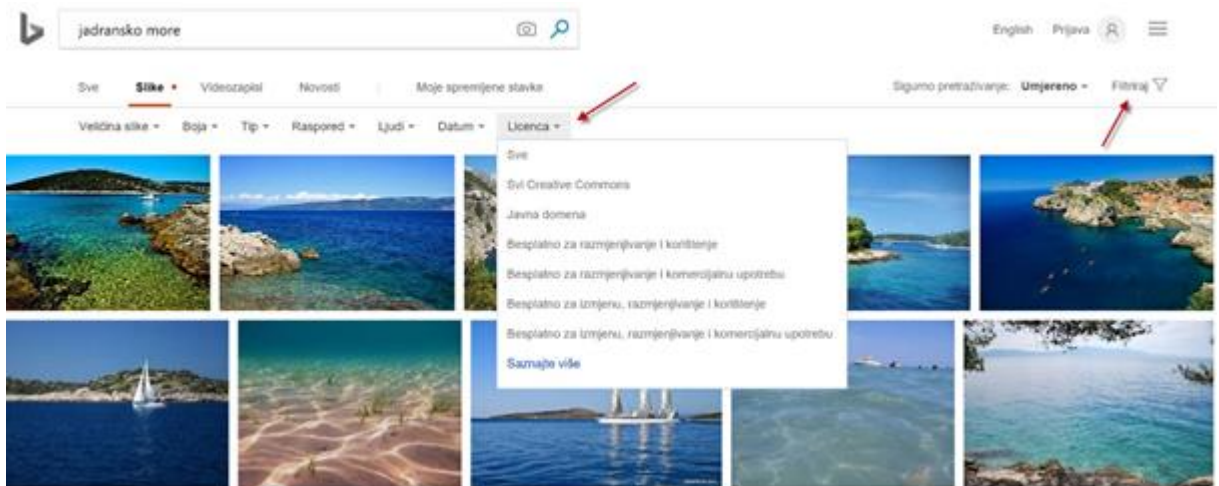 jadransko more
English Prijava
Sve Slike Videozapisi Novosti Moje spremljene stavke
Sigurno pretraživanje: Umjereno Filtriraj
Veličina slike Boja Tip Raspored Ljudi Datum Licenca
Sve
Svi Creative Commons
Javna domena
Besplatno za razmjenjivanje i korištenje
Besplatno za razmjenjivanje i komercijalnu upotrebu
Besplatno za izmjenu, razmjenjivanje i korištenje
Besplatno za izmjenu, razmjenjivanje i komercijalnu upotrebu
Saznajte više